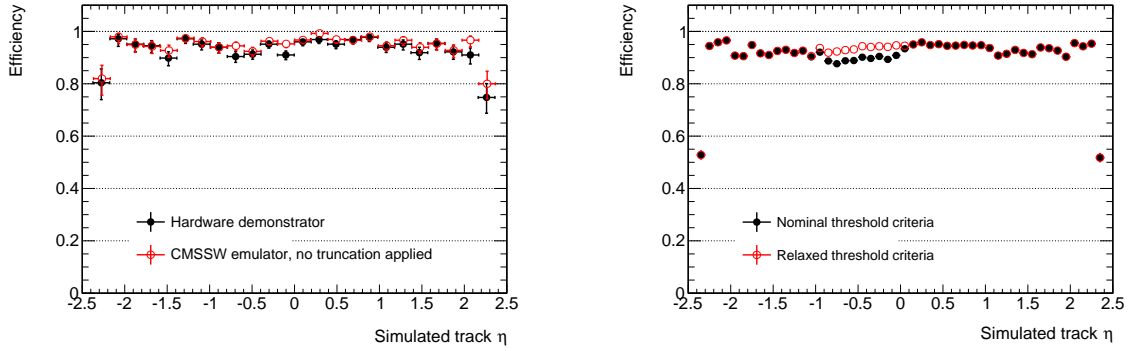 Efficiency
1
0.8
0.6
0.4
0.2
0
Hardware demonstrator
CMSSW emulator, no truncation applied
-2.5 -2 -1.5 -1 -0.5 0 0.5 1 1.5 2 2.5
Simulated track η
Efficiency
1
0.8
0.6
0.4
0.2
0
Nominal threshold criteria
Relaxed threshold criteria
-2.5 -2 -1.5 -1 -0.5 0 0.5 1 1.5 2 2.5
Simulated track η